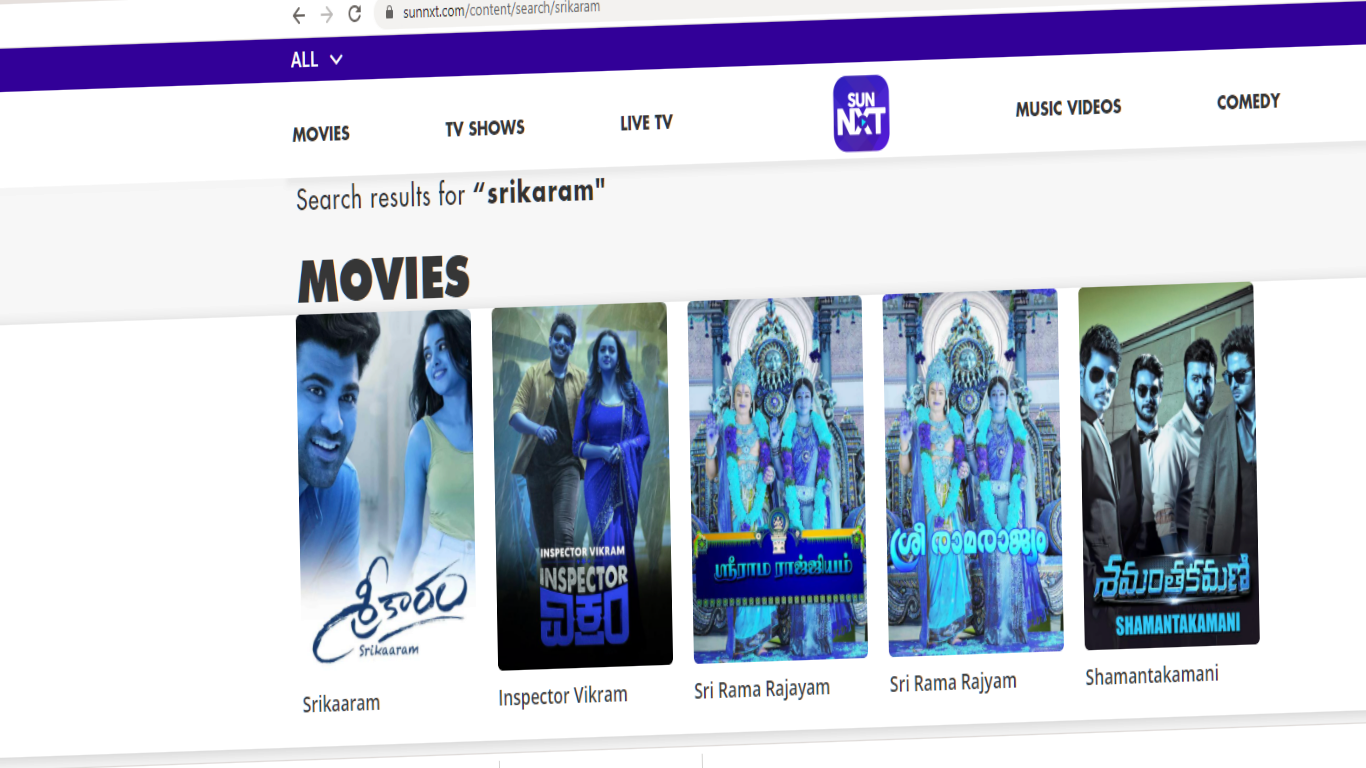 sunnxt.com/content/search/srikaram
ALL
MOVIES
TV SHOWS
LIVE TV
SUN
NXT
MUSIC VIDEOS
COMEDY
Search results for “srikaram"
MOVIES
శ్రీకారం
Srikaaram
INSPECTOR VIKRAM
INSPECTOR
ವಿಕ್ರಂ
ஸ்ரீராம ராஜ்ஜியம்
ശ്രീ രാമരാജ്യം
శమంతకమణి
SHAMANTAKAMANI
Srikaaram
Inspector Vikram
Sri Rama Rajayam
Sri Rama Rajyam
Shamantakamani